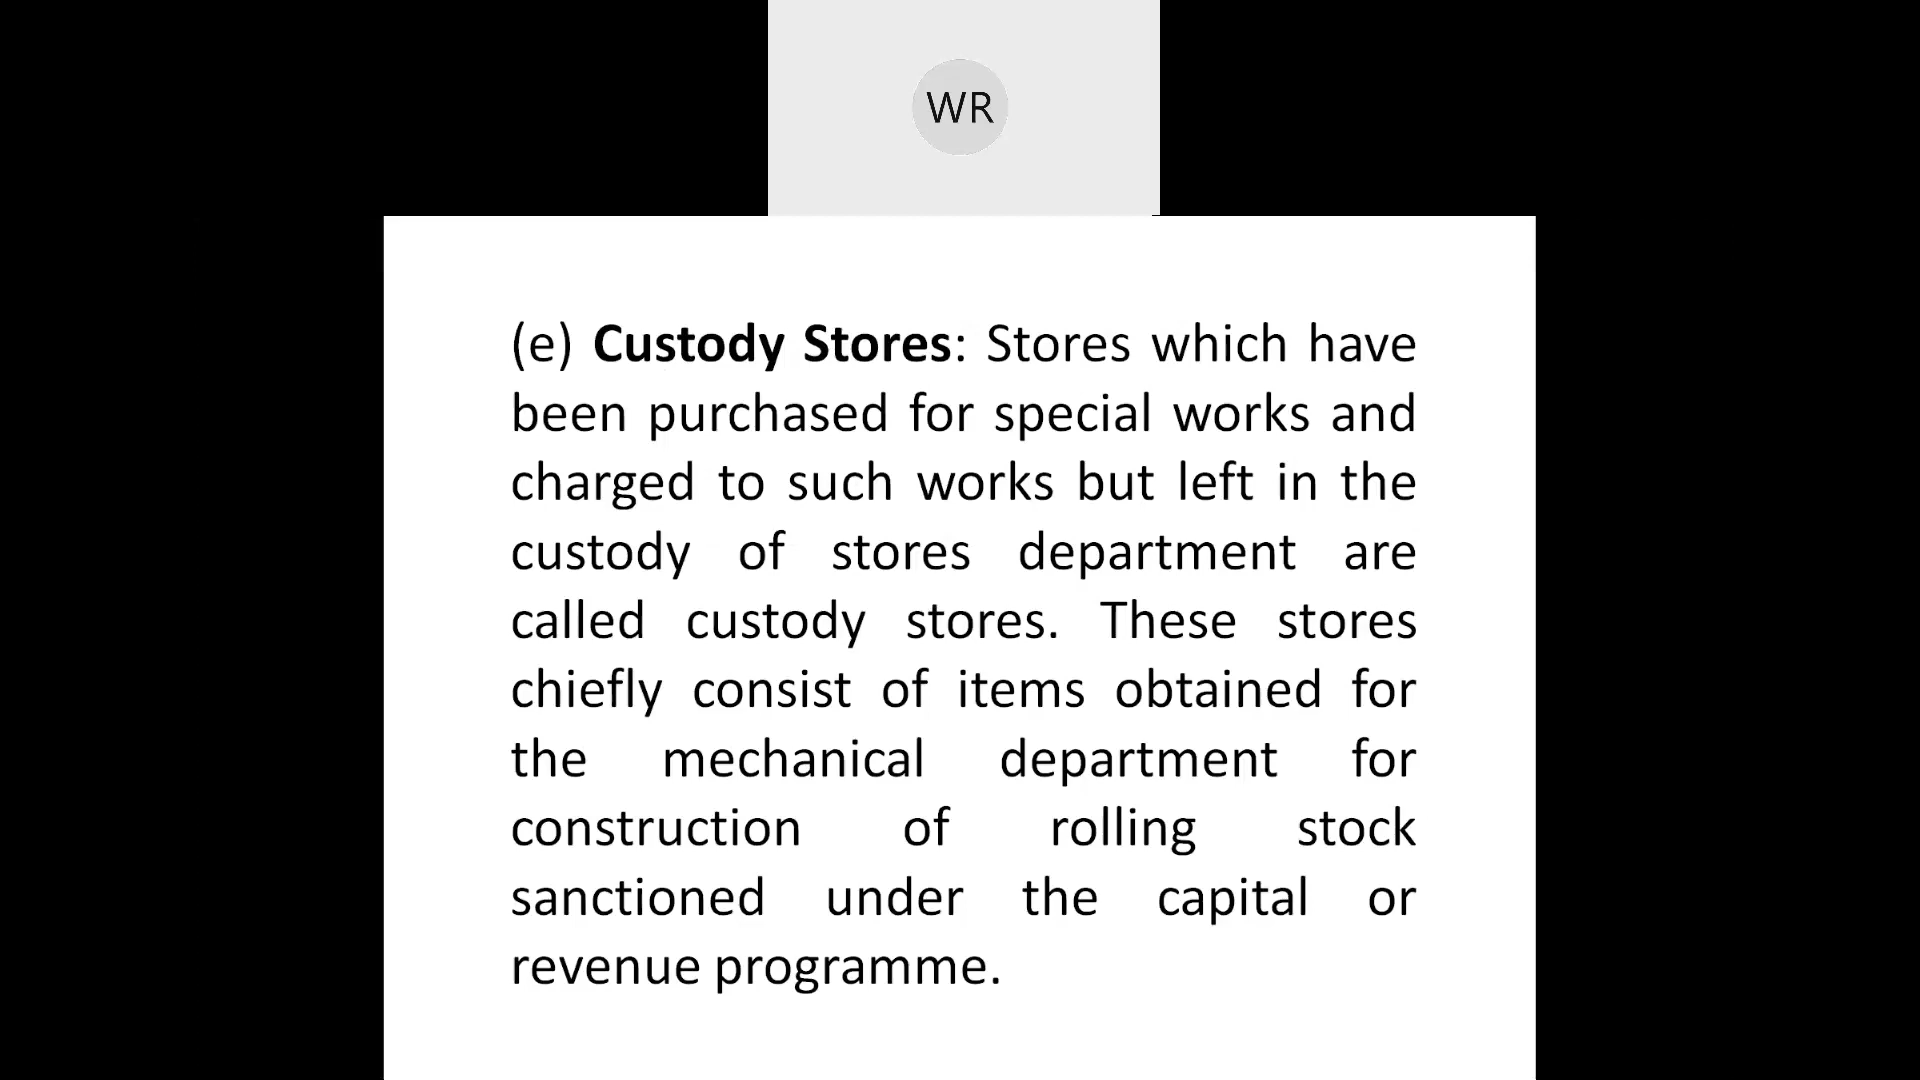 WR
(e) Custody Stores: Stores which have
been purchased for special works and
charged to such works but left in the
custody of stores department are
called custody stores. These stores
chiefly consist of items obtained for
the mechanical department for
construction of rolling stock
sanctioned under the capital or
revenue programme.